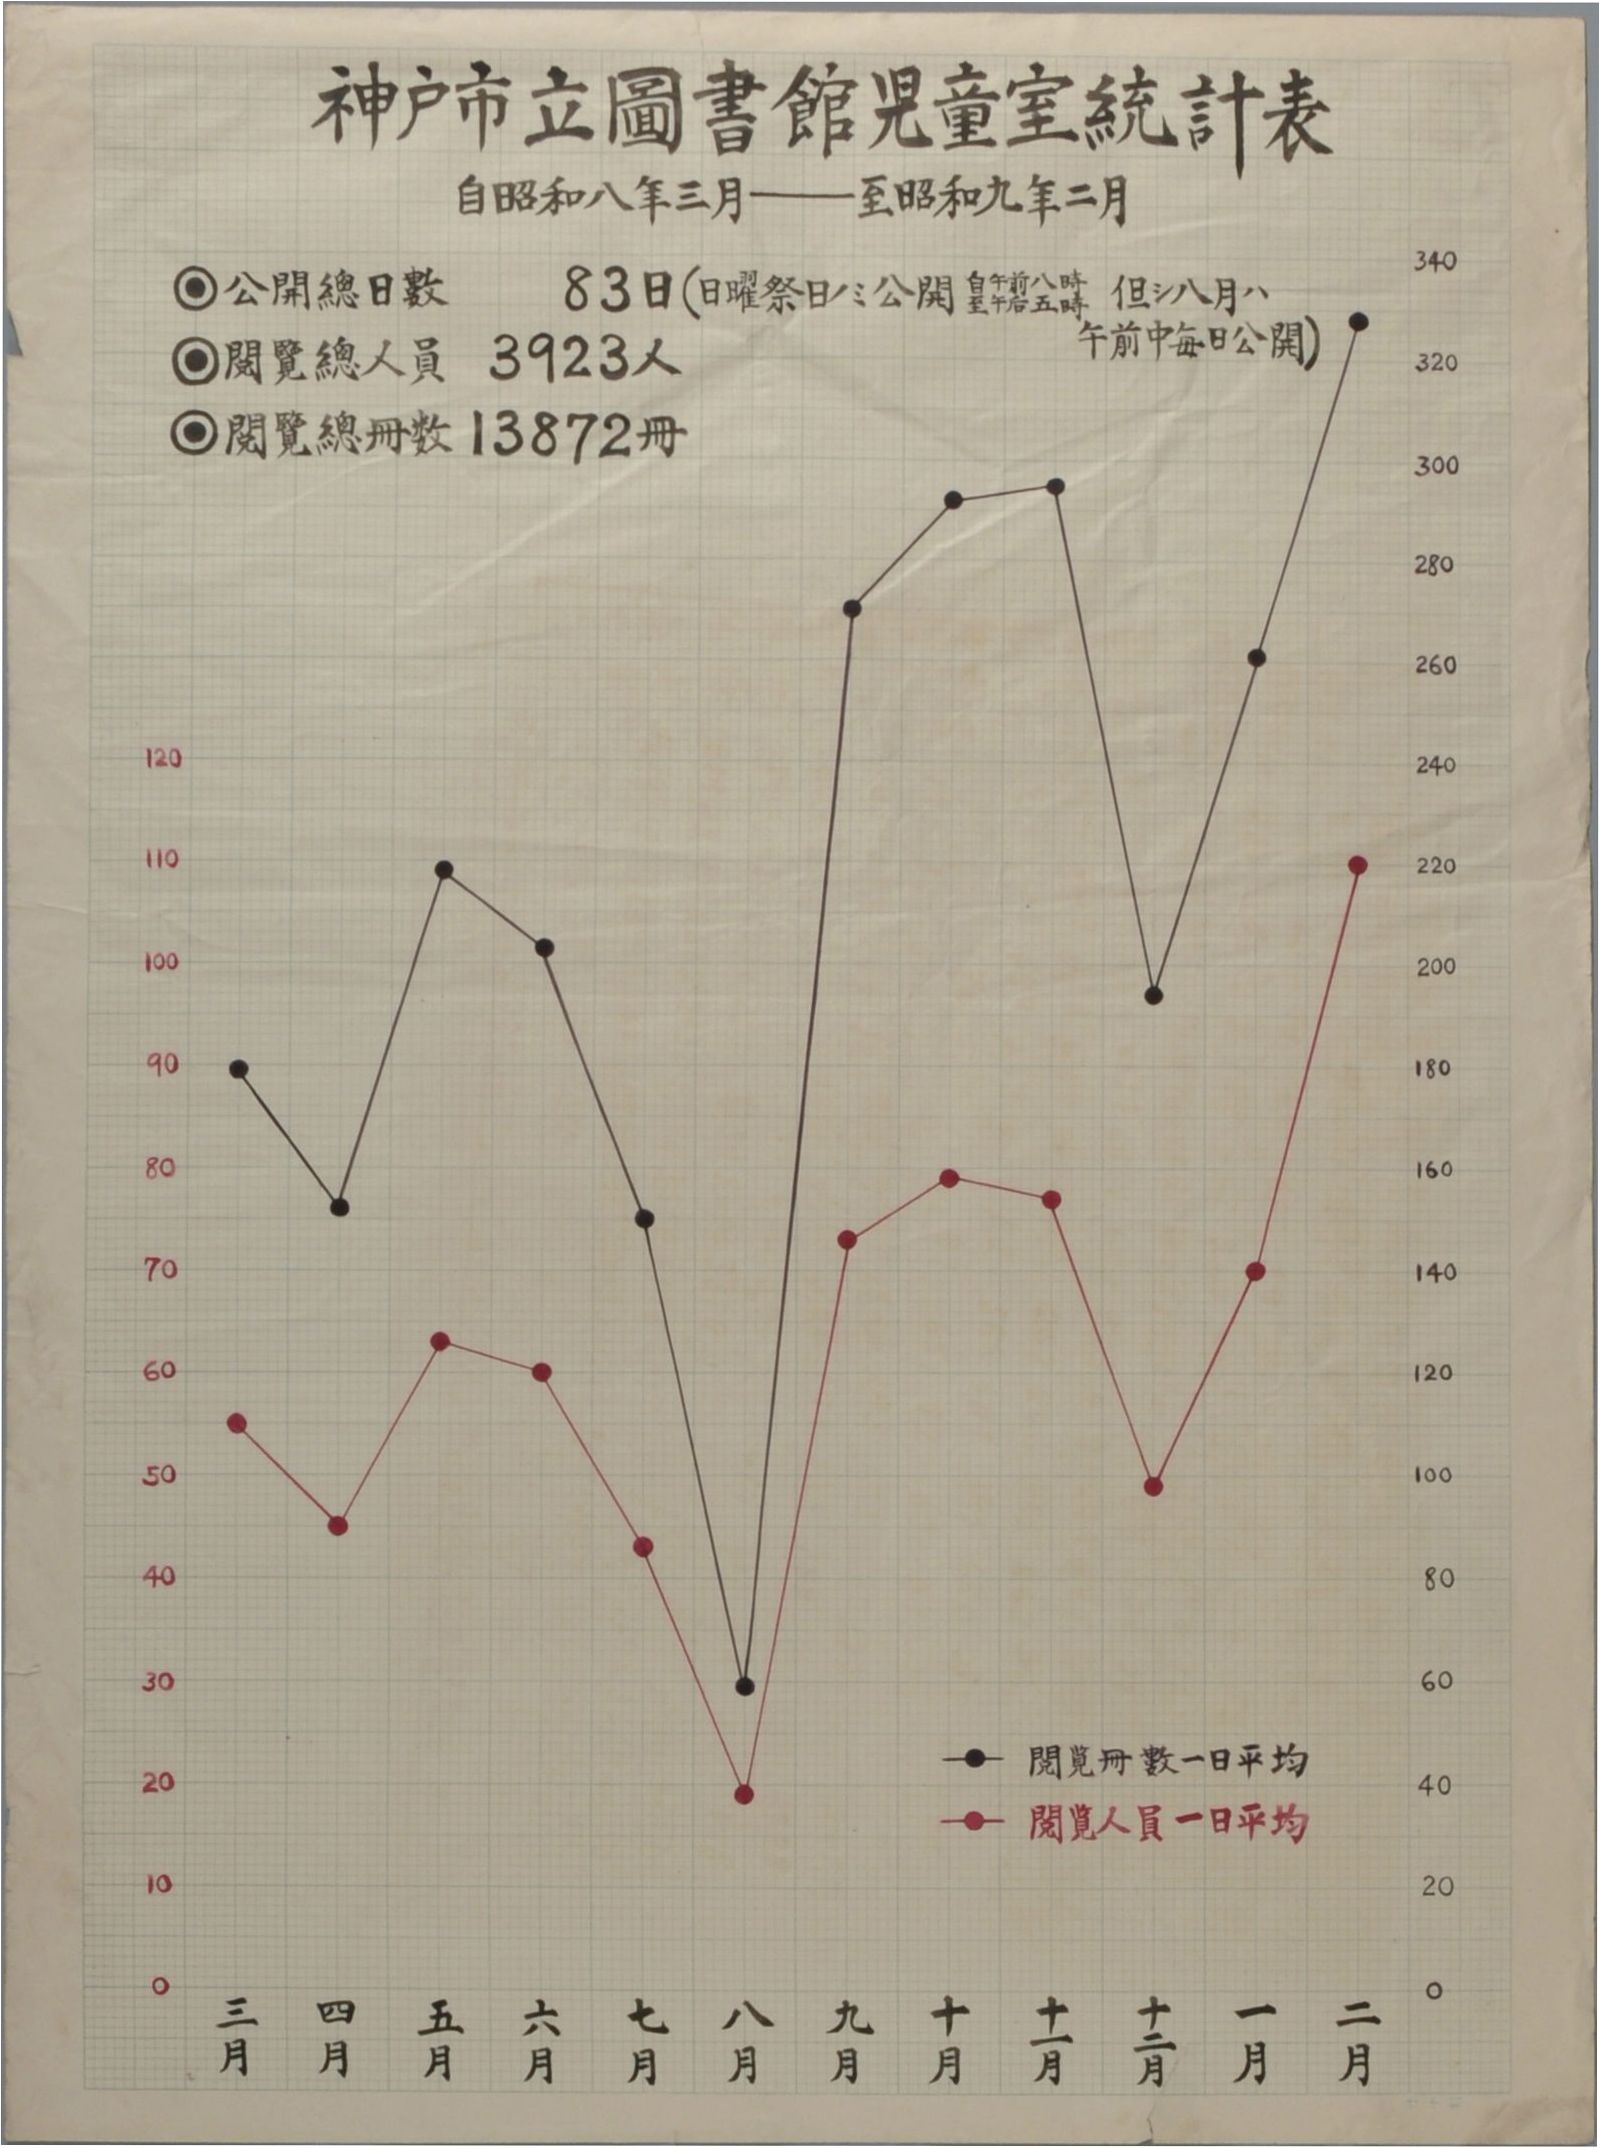 神戸市立圖書館児童室統計表
自昭和八年三月——至昭和九年二月
◉公開總日數 83日(日曜祭日ノミ公開 自午前八時至午后五時 但シ八月ハ
午前中毎日公開)
◉閲覽總人員 3923人
◉閲覽總冊数 13872冊
340
320
300
280
260
120 240
110 220
100 200
90 180
80 160
70 140
60 120
50 100
40 80
30 60
閲覧冊數一日平均
20 40
閲覧人員一日平均
10 20
0 0
三月 四月 五月 六月 七月 八月 九月 十月 十一月 十二月 一月 二月